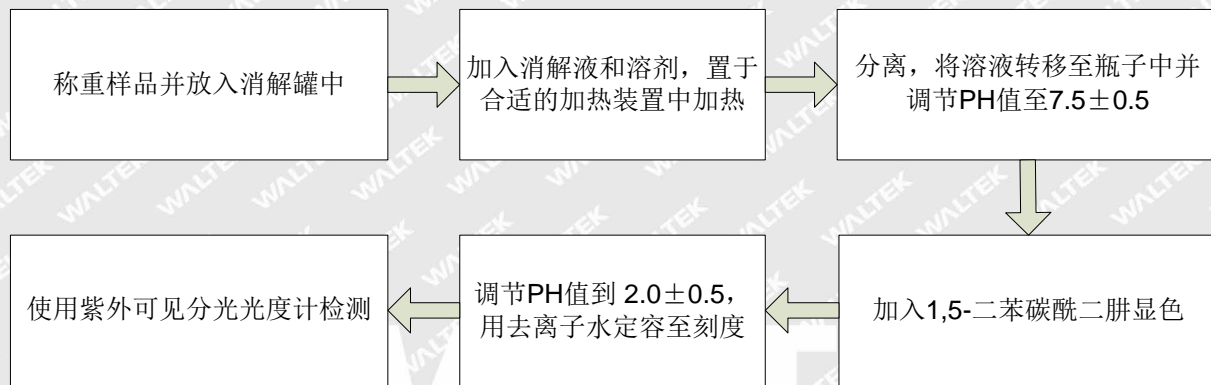 称重样品并放入消解罐中
加入消解液和溶剂，置于
合适的加热装置中加热
分离，将溶液转移至瓶子中并
调节PH值至7.5±0.5
加入1,5-二苯碳酰二肼显色
调节PH值到 2.0±0.5，
用去离子水定容至刻度
使用紫外可见分光光度计检测
WALTEK